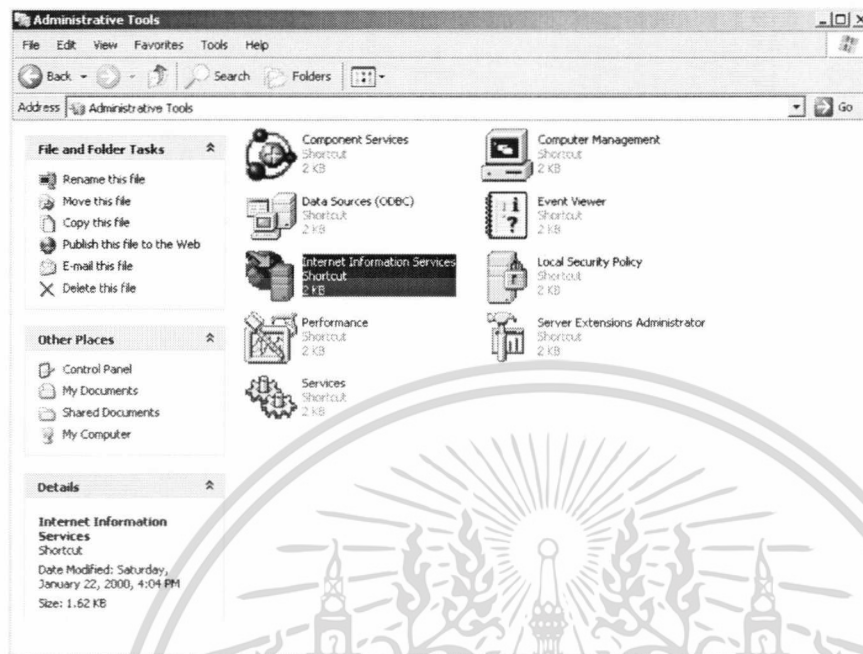 Administrative Tools
File Edit View Favorites Tools Help
Back Search Folders
Address Administrative Tools Go
File and Folder Tasks
Rename this file
Move this file
Copy this file
Publish this file to the Web
E-mail this file
Delete this file
Other Places
Control Panel
My Documents
Shared Documents
My Computer
Details
Internet Information
Services
Shortcut
Date Modified: Saturday,
January 22, 2000, 4:04 PM
Size: 1.62 KB
Component Services
Shortcut
2 KB
Computer Management
Shortcut
2 KB
Data Sources (ODBC)
Shortcut
2 KB
Event Viewer
Shortcut
2 KB
Internet Information Services
Shortcut
2 KB
Local Security Policy
Shortcut
2 KB
Performance
Shortcut
2 KB
Server Extensions Administrator
Shortcut
2 KB
Services
Shortcut
2 KB